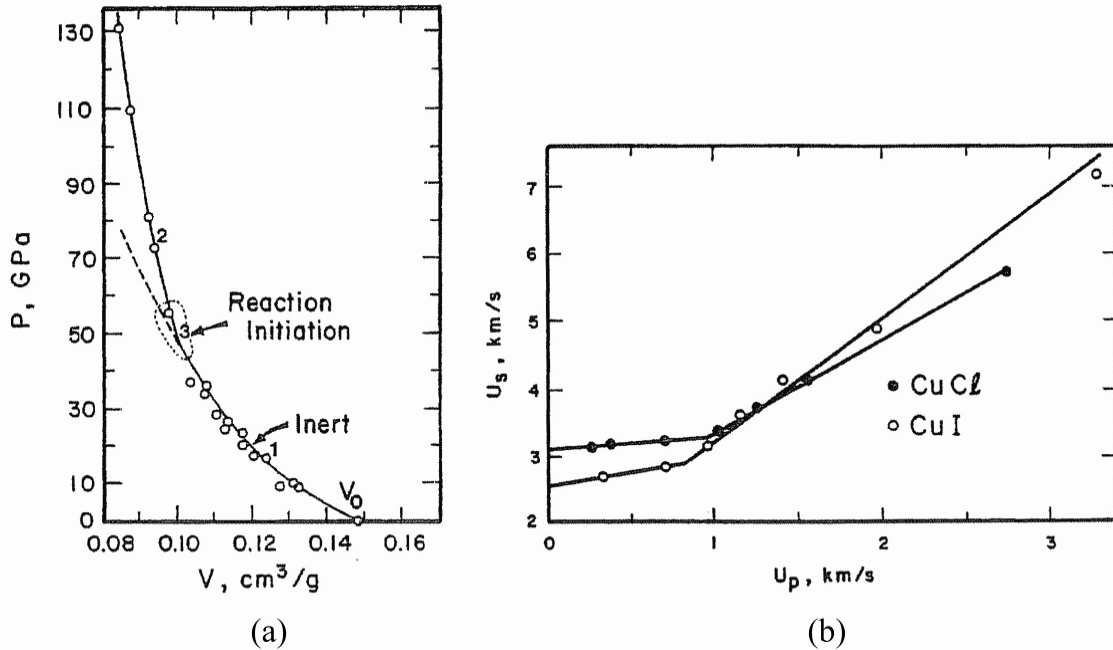 130
110
90
70
50
30
10
0
P, GPa
2
3
Reaction
Initiation
Inert
1
V0
0.08 0.10 0.12 0.14 0.16
V, cm³/g
(a)
7
6
5
4
3
2
Us, km/s
CuCl
CuI
0 1 2 3
Up, km/s
(b)